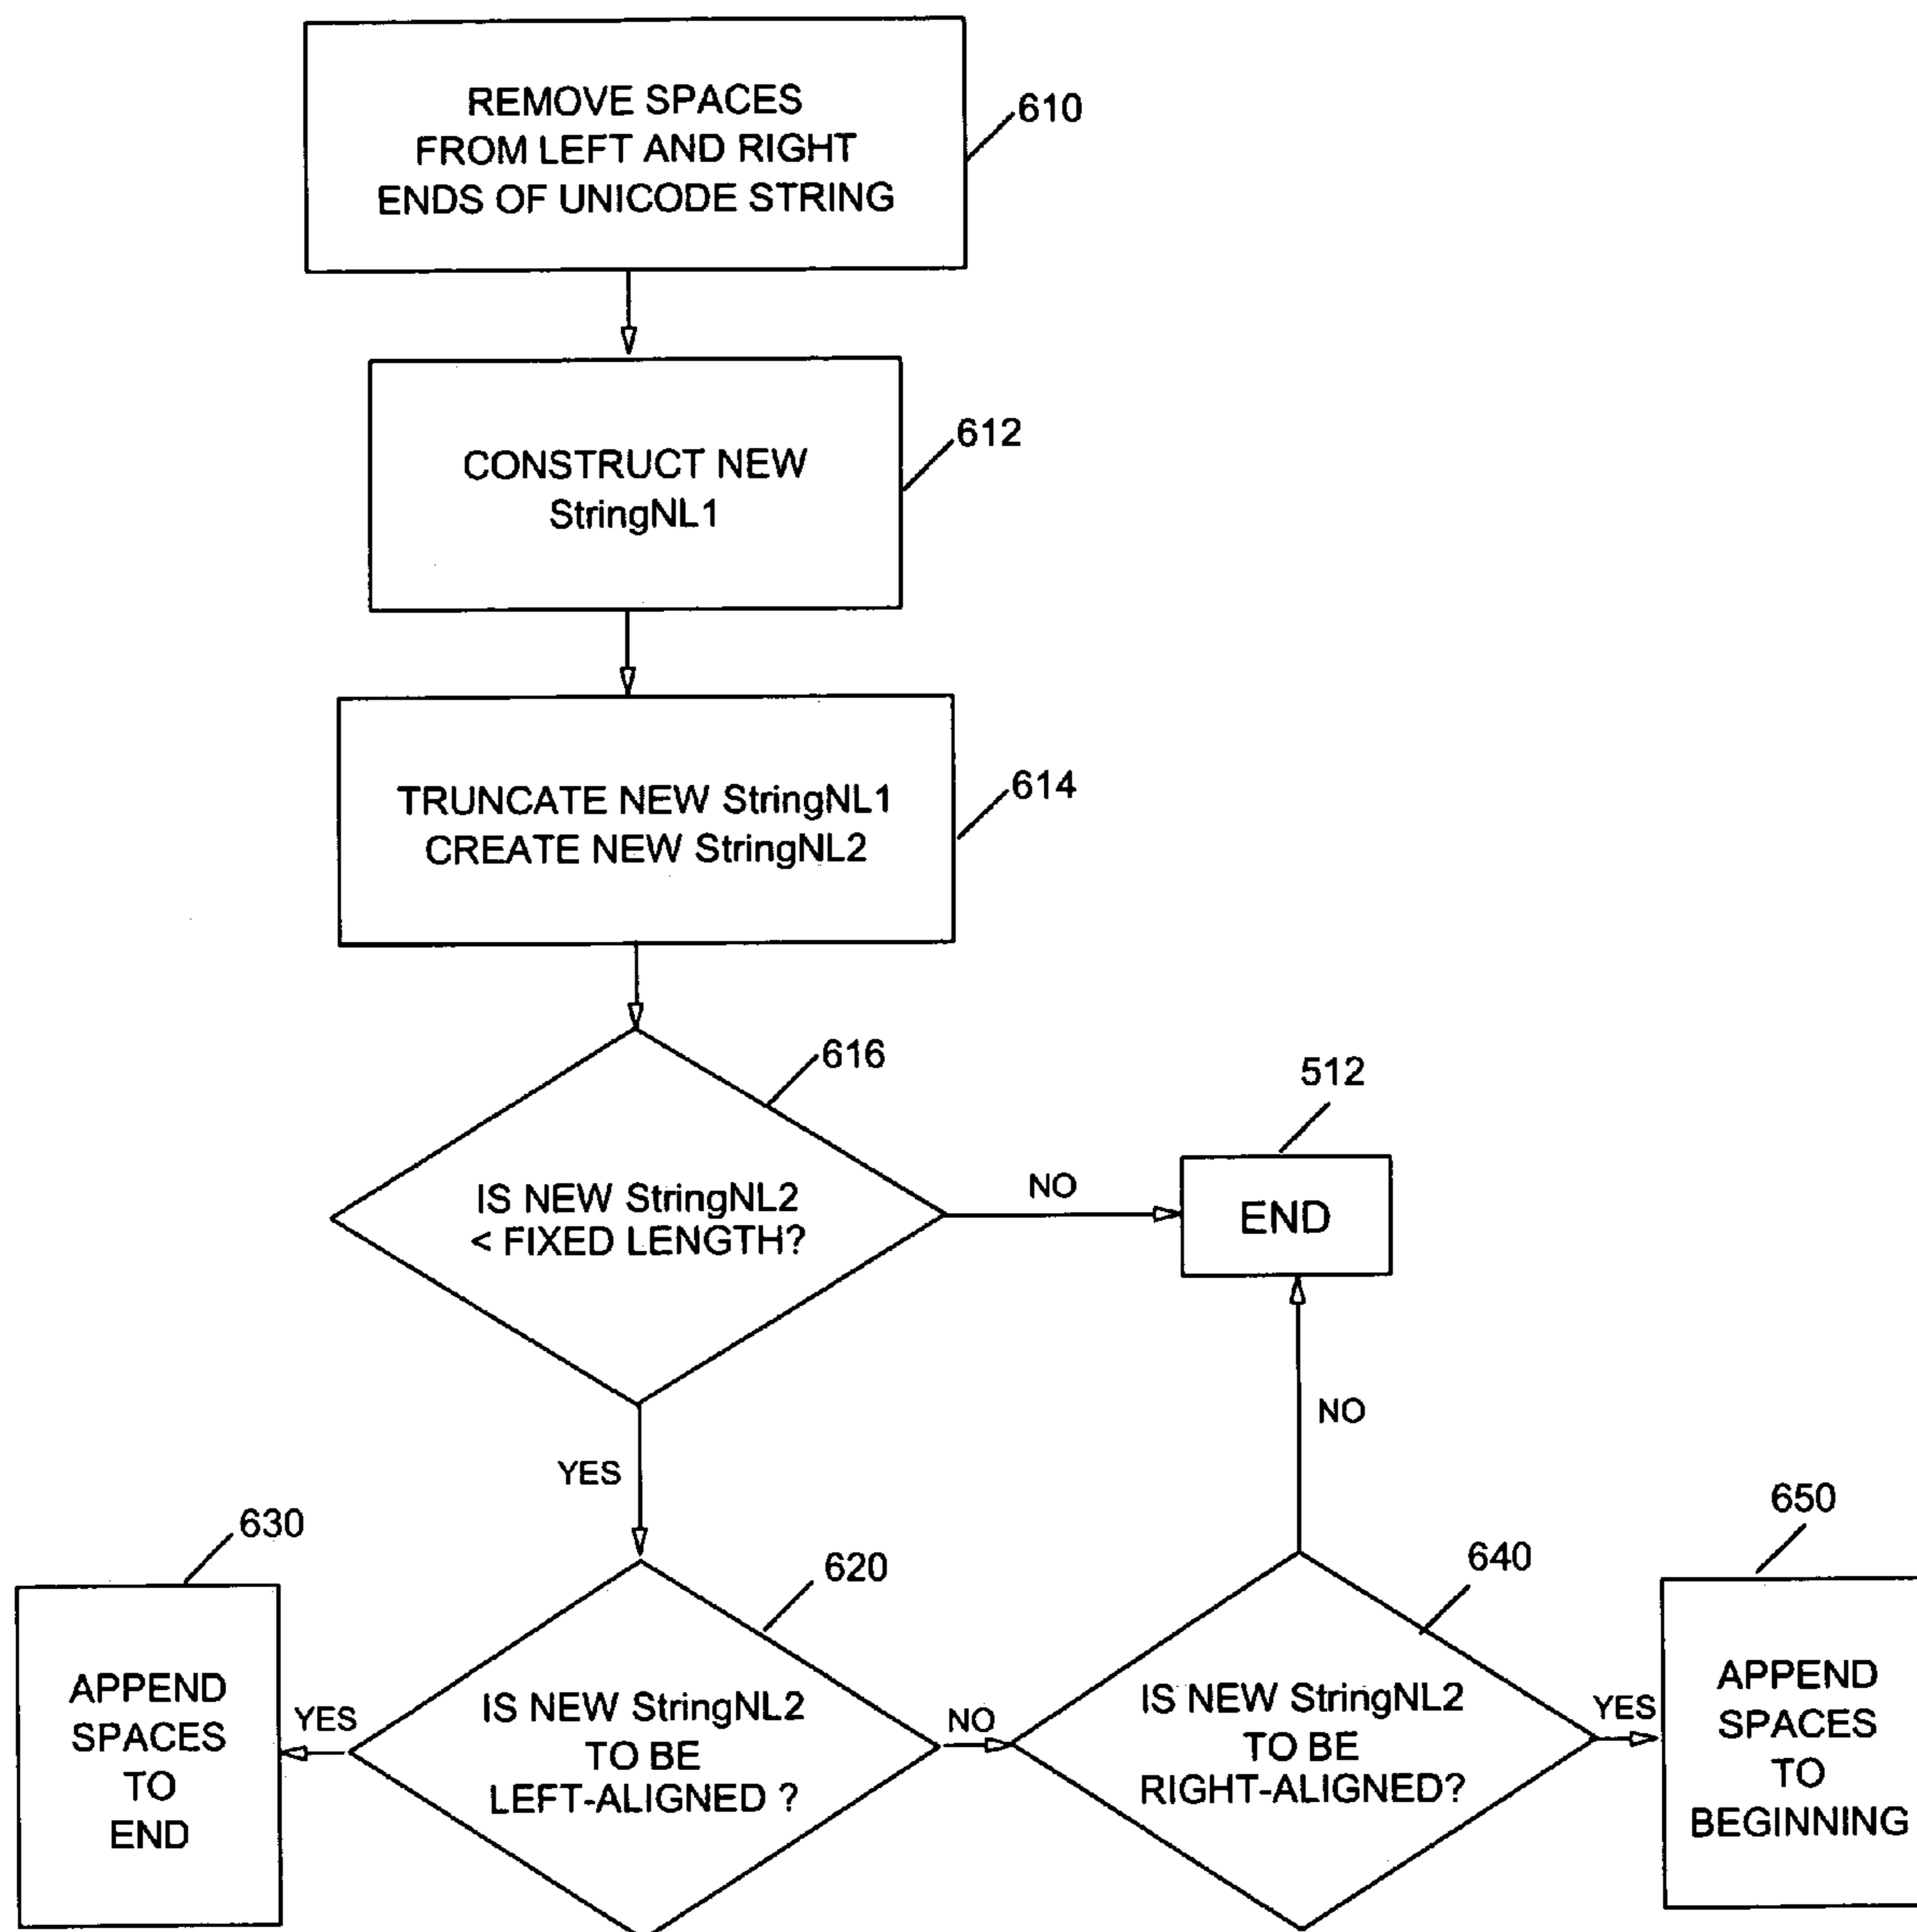 REMOVE SPACES
FROM LEFT AND RIGHT
ENDS OF UNICODE STRING
610
CONSTRUCT NEW
StringNL1
612
TRUNCATE NEW StringNL1
CREATE NEW StringNL2
614
616
IS NEW StringNL2
< FIXED LENGTH?
NO
512
END
YES
NO
630
APPEND
SPACES
TO
END
YES
620
IS NEW StringNL2
TO BE
LEFT-ALIGNED ?
NO
640
IS NEW StringNL2
TO BE
RIGHT-ALIGNED?
YES
650
APPEND
SPACES
TO
BEGINNING